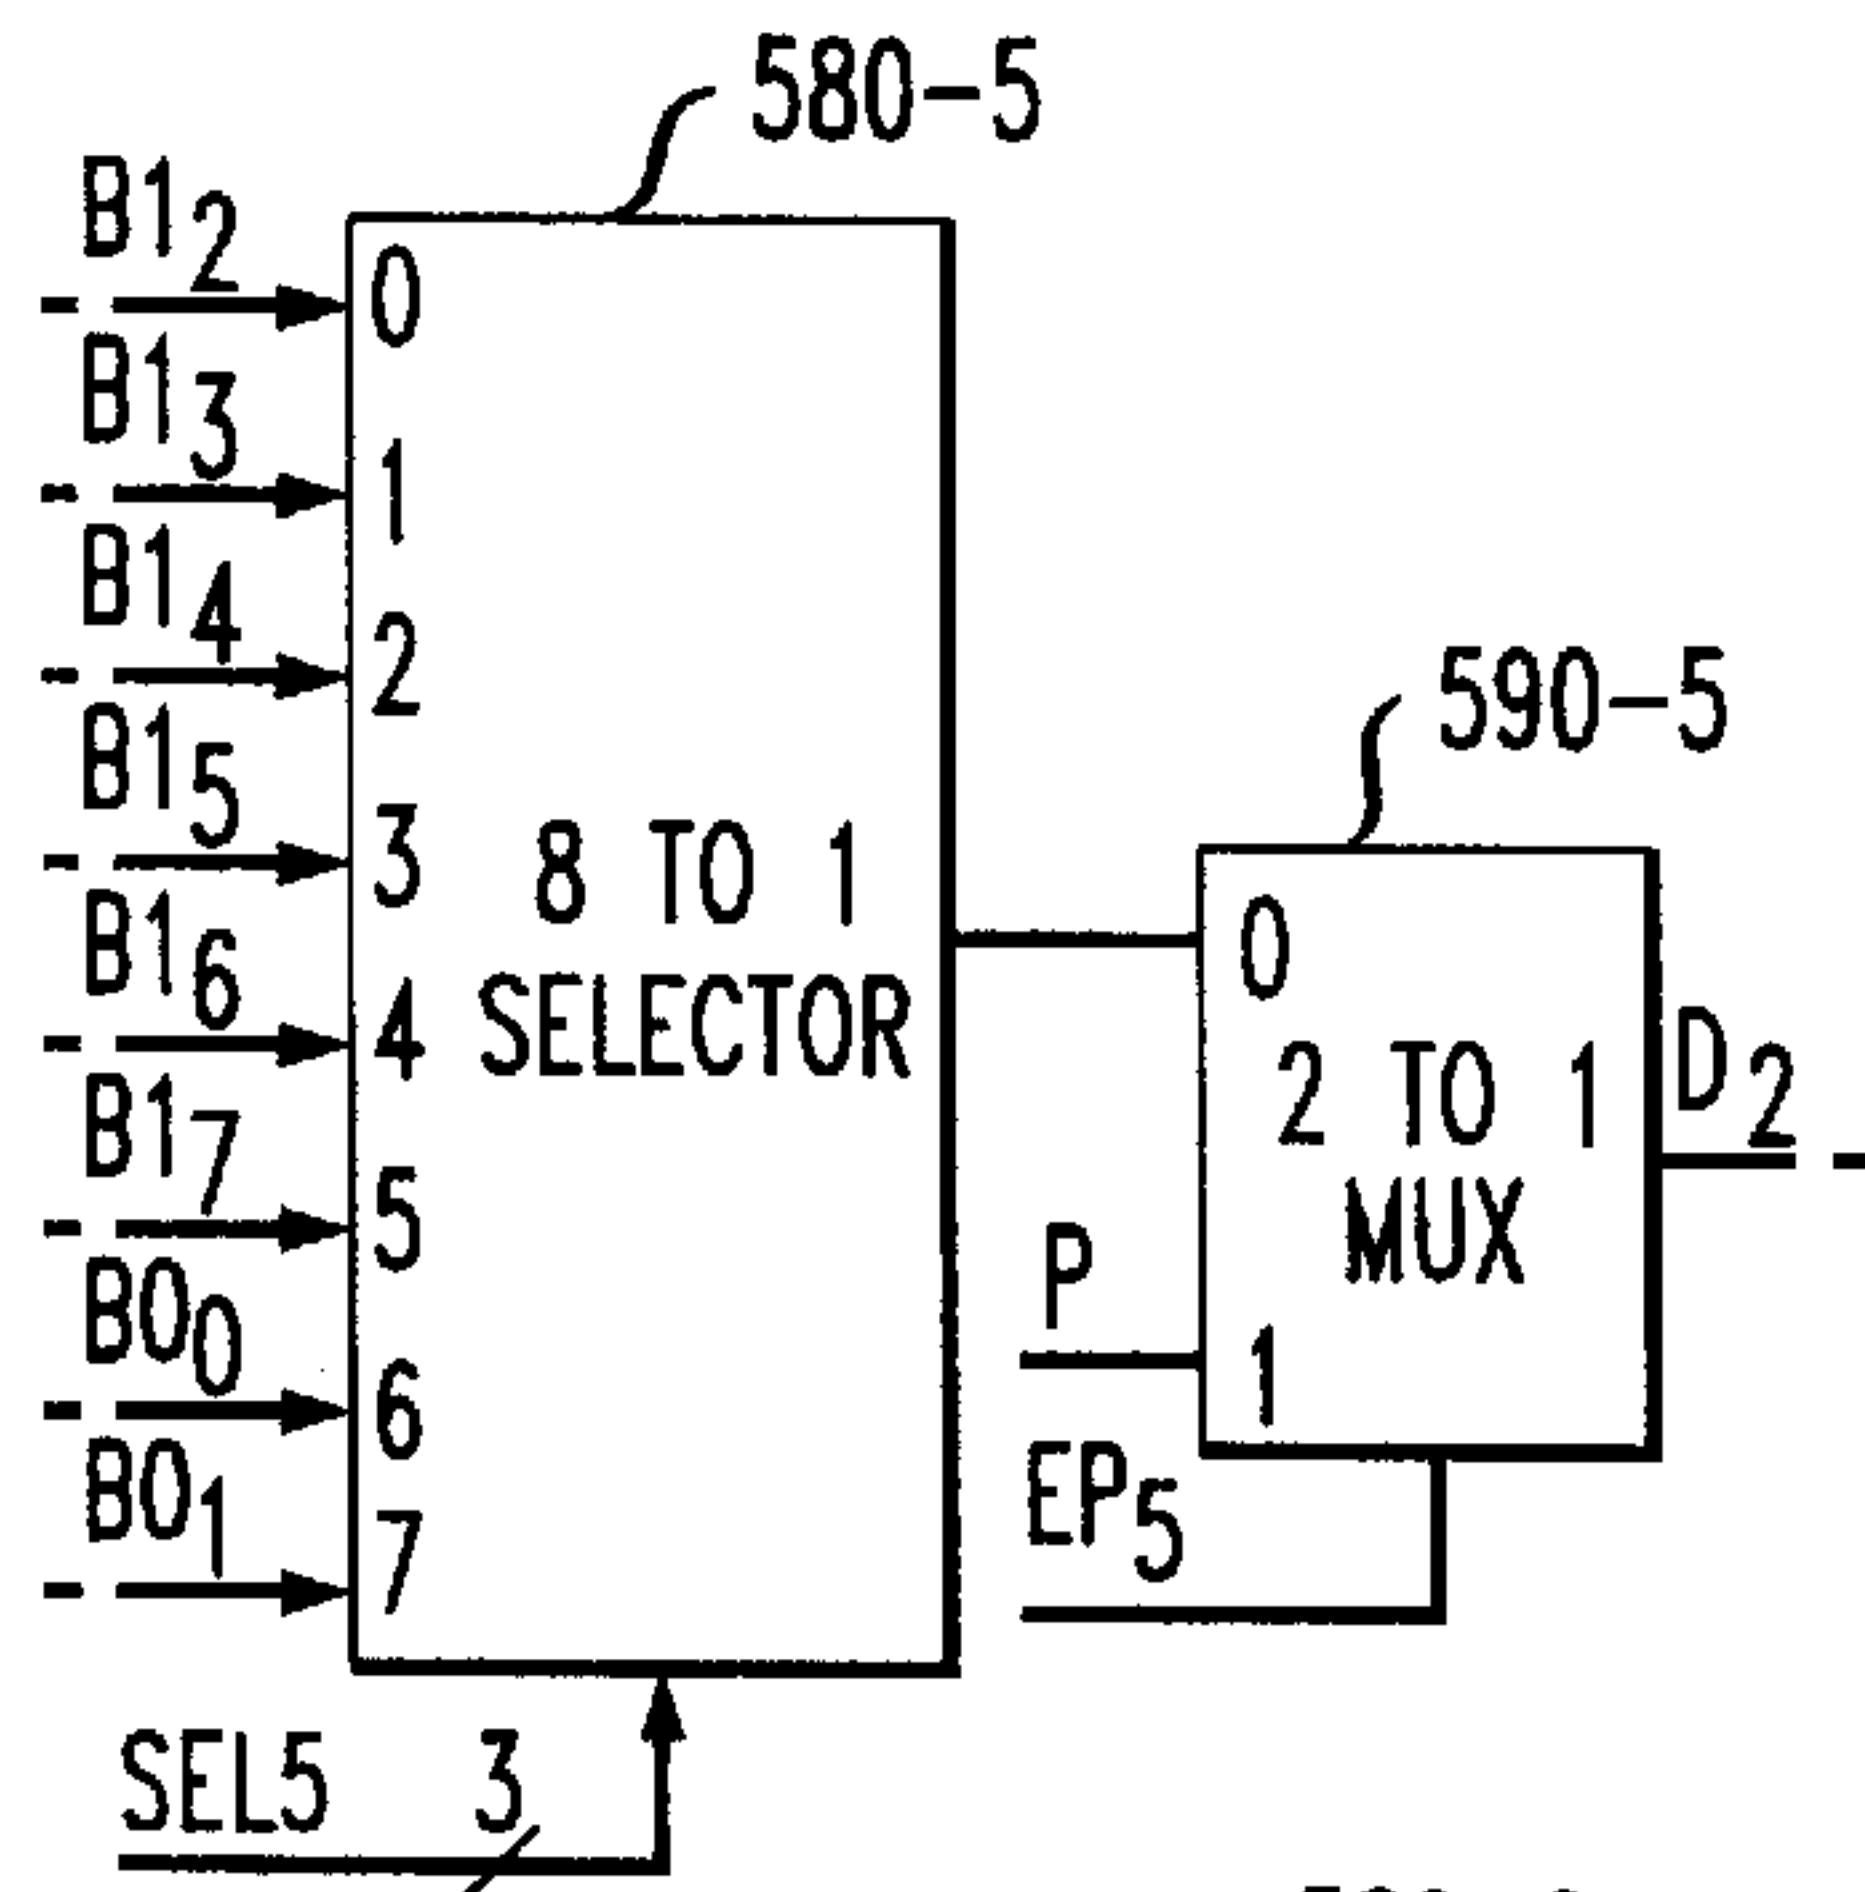 580-5
B1₂
0
B1₃
1
B1₄
2
B1₅
3
B1₆
4
B1₇
5
B0₀
6
B0₁
7
8 TO 1
SELECTOR
SEL5 3
590-5
0
2 TO 1
MUX
1
P
EP₅
D₂